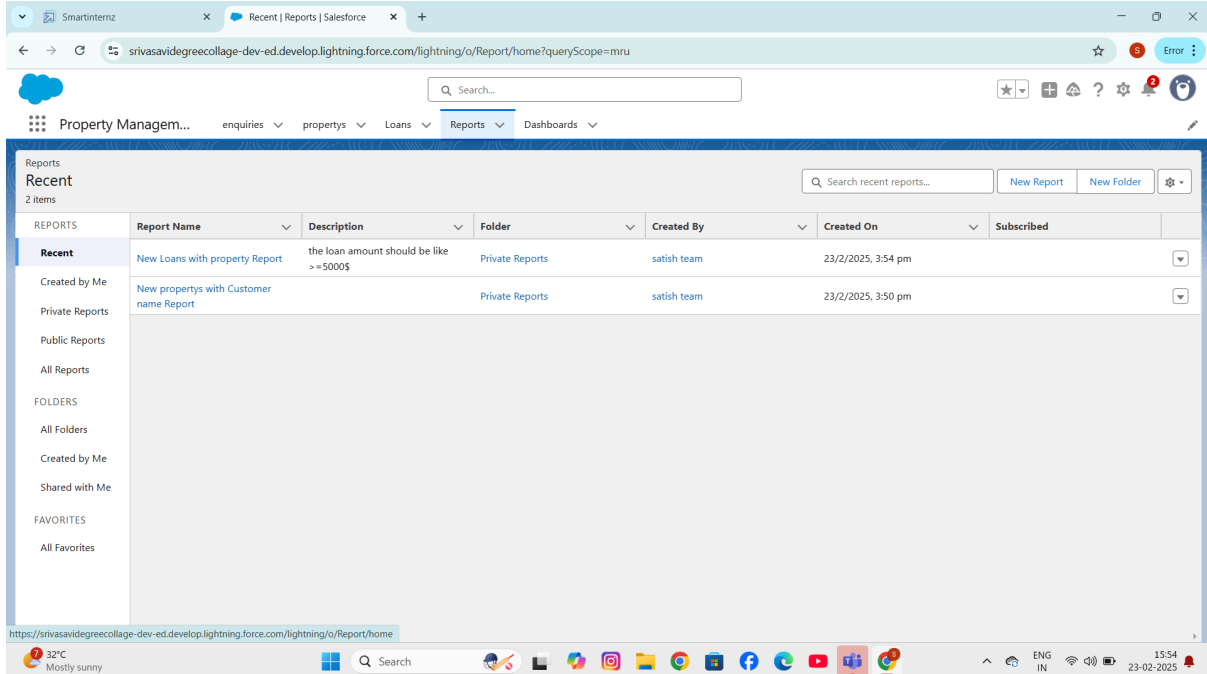 Smartinternz
Recent | Reports | Salesforce
srivasavidegreecollage-dev-ed.develop.lightning.force.com/lightning/o/Report/home?queryScope=mru
S
Error
Search...
2
Property Managem...
enquiries
propertys
Loans
Reports
Dashboards
Reports
Recent
2 items
Search recent reports...
New Report
New Folder
REPORTS
Recent
Created by Me
Private Reports
Public Reports
All Reports
FOLDERS
All Folders
Created by Me
Shared with Me
FAVORITES
All Favorites
Report Name Description Folder Created By Created On Subscribed
New Loans with property Report
the loan amount should be like
>=5000$
Private Reports
satish team
23/2/2025, 3:54 pm
New propertys with Customer
name Report
Private Reports
satish team
23/2/2025, 3:50 pm
https://srivasavidegreecollage-dev-ed.develop.lightning.force.com/lightning/o/Report/home
7
32°C
Mostly sunny
Search
S
ENG
IN
15:54
23-02-2025